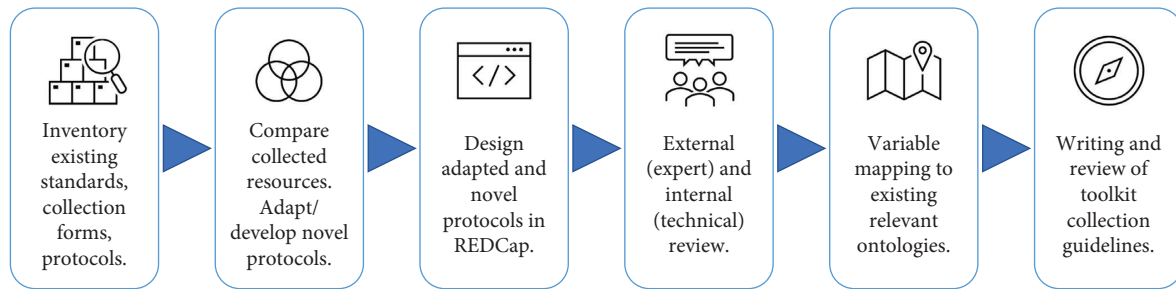 Inventory
existing
standards,
collection
forms,
protocols.
Compare
collected
resources.
Adapt/
develop novel
protocols.
Design
adapted and
novel
protocols in
REDCap.
External
(expert) and
internal
(technical)
review.
Variable
mapping to
existing
relevant
ontologies.
Writing and
review of
toolkit
collection
guidelines.